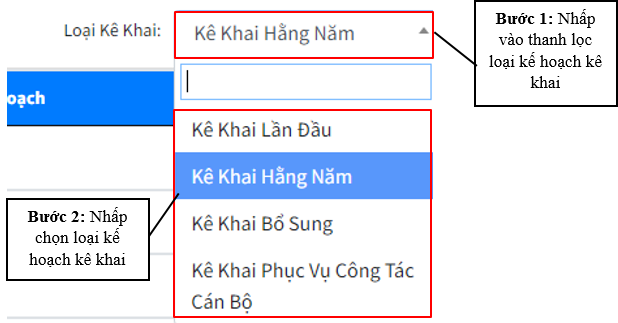 Loại Kê Khai:
Kê Khai Hằng Năm
Bước 1: Nhấp
vào thanh lọc
loại kế hoạch kê
khai
oạch
Kê Khai Lần Đầu
Kê Khai Hằng Năm
Bước 2: Nhấp
chọn loại kế
hoạch kê khai
Kê Khai Bổ Sung
Kê Khai Phục Vụ Công Tác
Cán Bộ